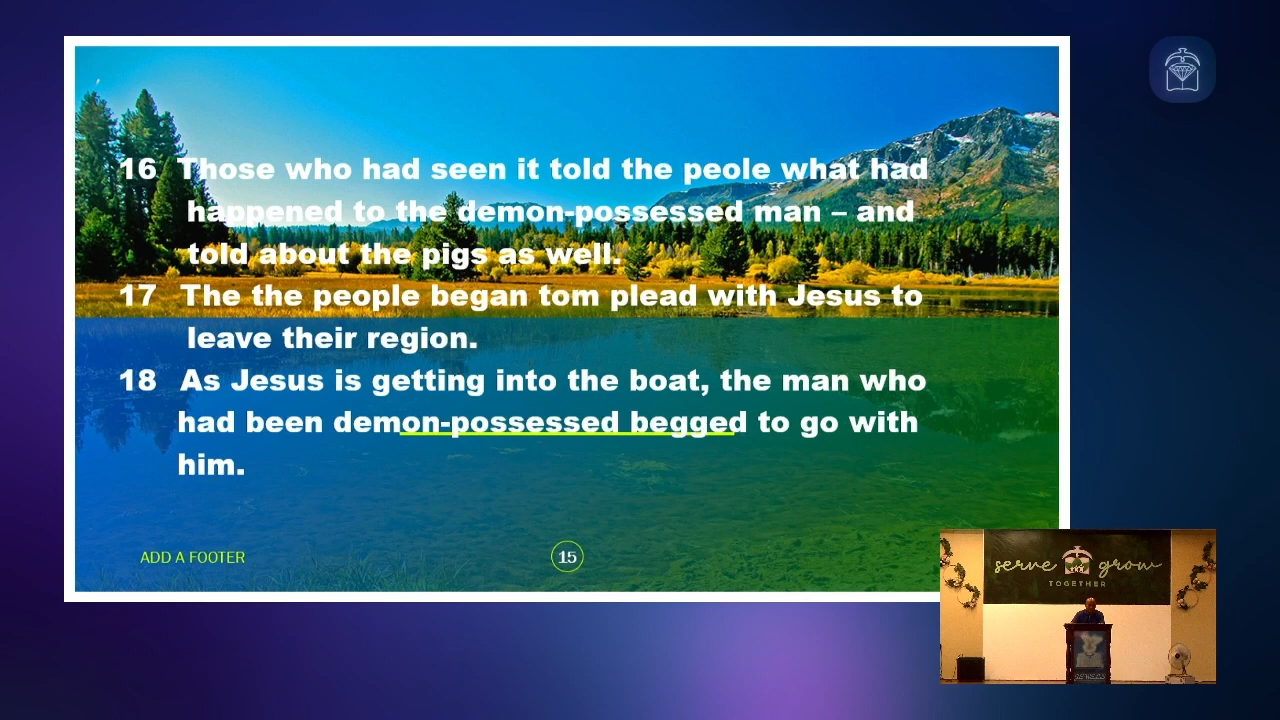 16 Those who had seen it told the peole what had
happened to the demon-possessed man – and
told about the pigs as well.
17 The the people began tom plead with Jesus to
leave their region.
18 As Jesus is getting into the boat, the man who
had been demon-possessed begged to go with
him.
ADD A FOOTER
15
serve grow
TOGETHER